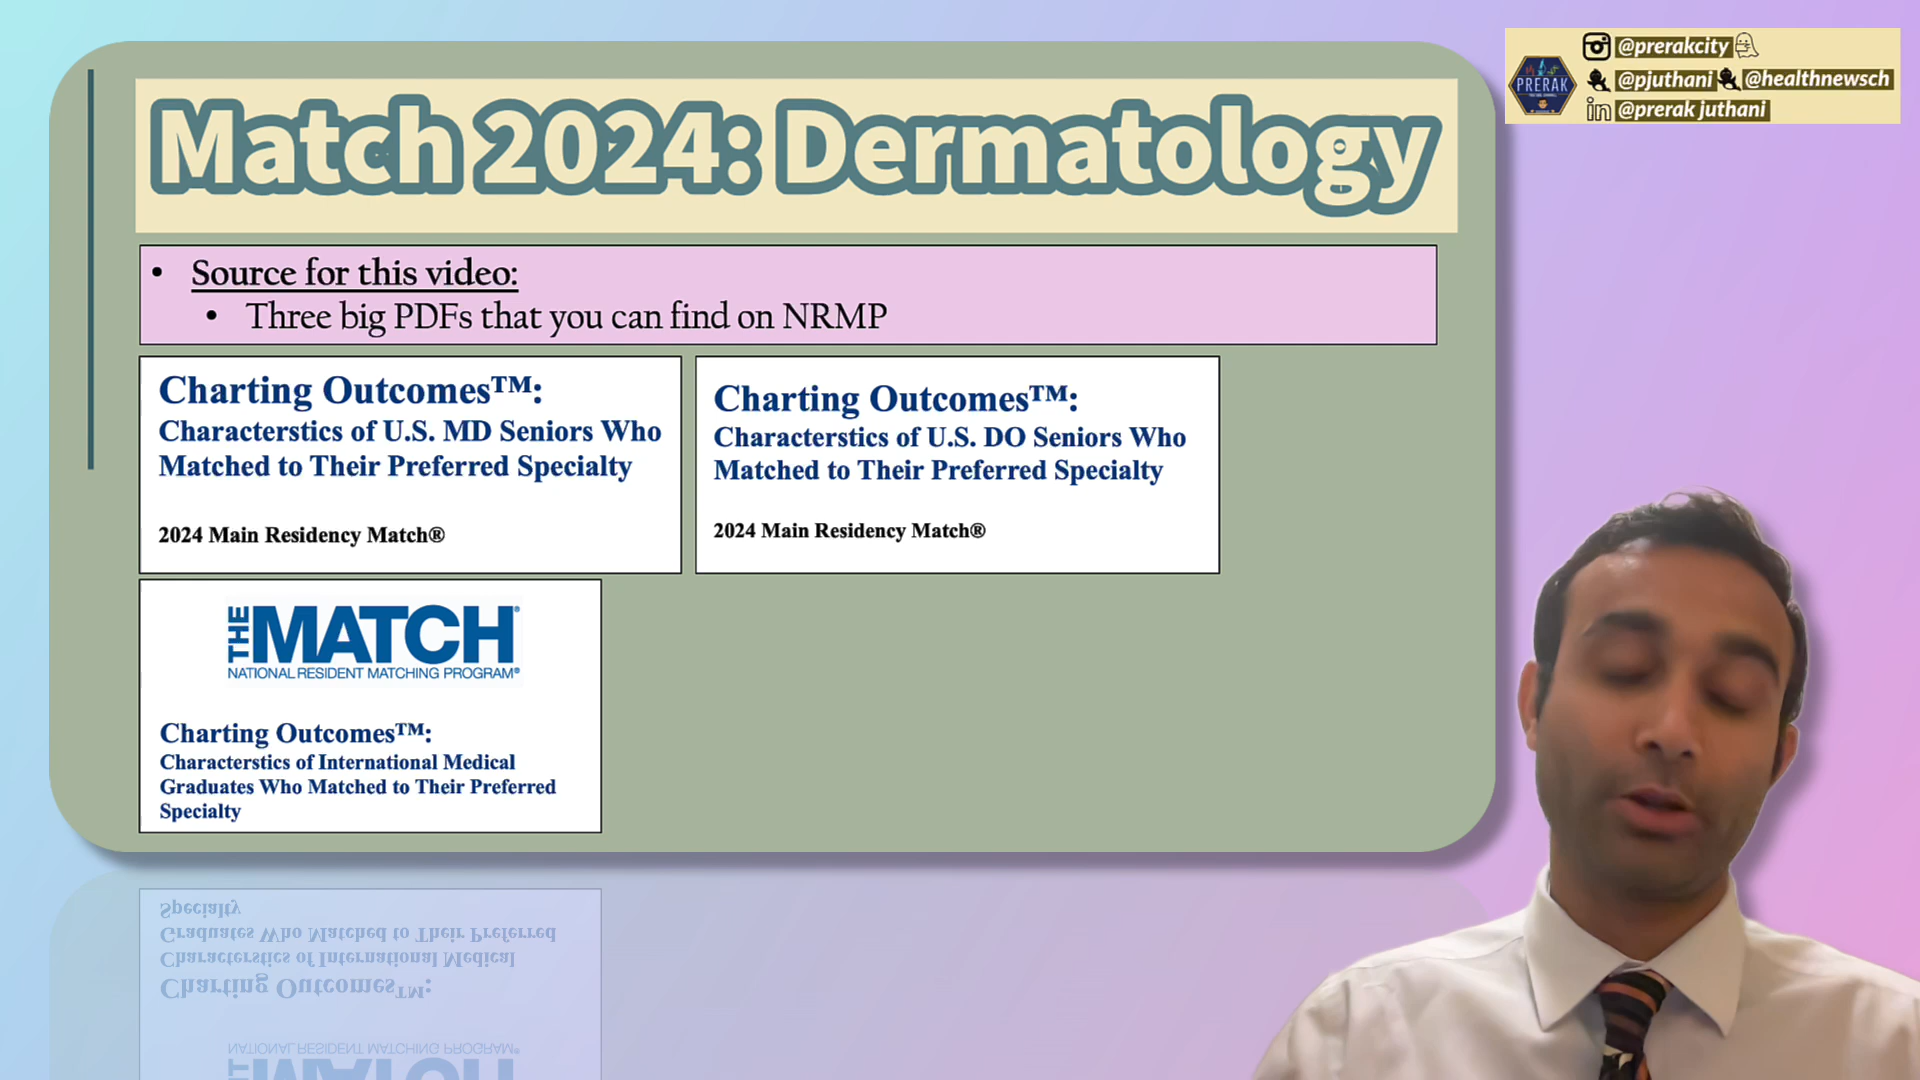 Match 2024: Dermatology
@prerakcity
@pjuthani @healthnewsch
in @prerak juthani
PRERAK
• Source for this video:
• Three big PDFs that you can find on NRMP
Charting Outcomes™:
Characterstics of U.S. MD Seniors Who
Matched to Their Preferred Specialty
2024 Main Residency Match®
Charting Outcomes™:
Characterstics of U.S. DO Seniors Who
Matched to Their Preferred Specialty
2024 Main Residency Match®
THE MATCH®
NATIONAL RESIDENT MATCHING PROGRAM®
Charting Outcomes™:
Characterstics of International Medical
Graduates Who Matched to Their Preferred
Specialty